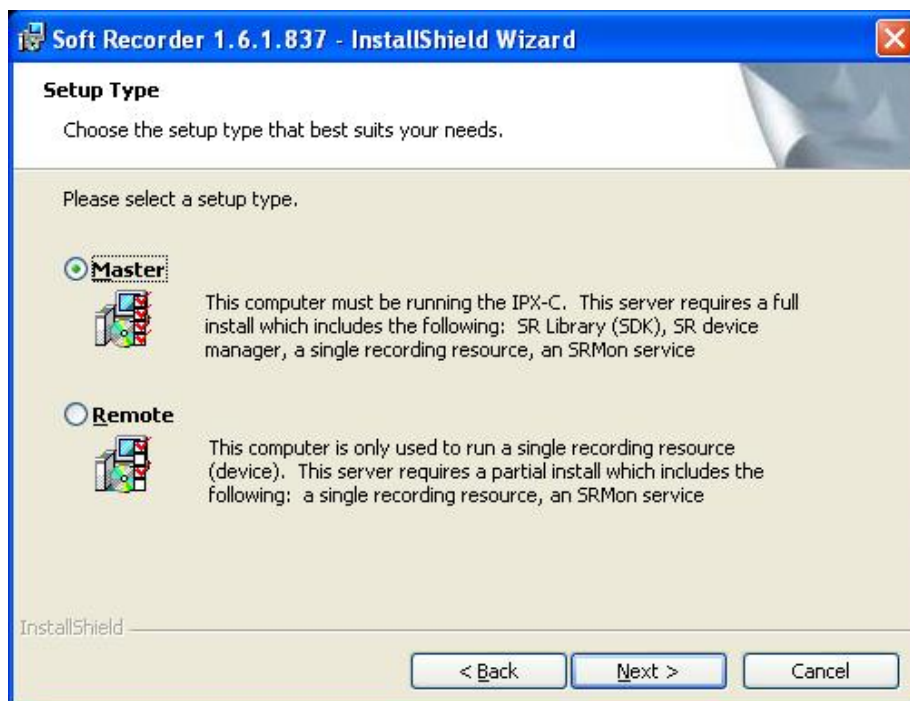 Soft Recorder 1.6.1.837 - InstallShield Wizard
Setup Type
Choose the setup type that best suits your needs.
Please select a setup type.
Master
This computer must be running the IPX-C. This server requires a full
install which includes the following: SR Library (SDK), SR device
manager, a single recording resource, an SRMon service
Remote
This computer is only used to run a single recording resource
(device). This server requires a partial install which includes the
following: a single recording resource, an SRMon service
InstallShield
< Back
Next >
Cancel